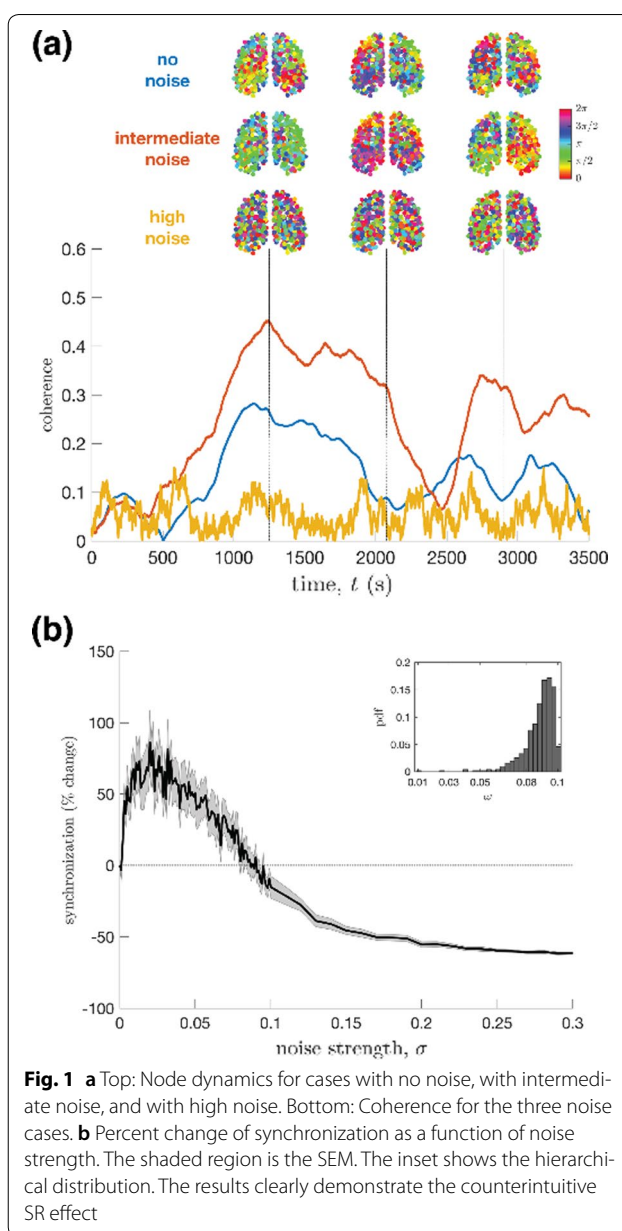 (a)
no
noise
intermediate
noise
high
noise
2π
3π/2
π
π/2
0
0.6
0.5
0.4
0.3
0.2
0.1
0
coherence
0 500 1000 1500 2000 2500 3000 3500
time, t (s)
(b)
150
100
50
0
-50
-100
synchronization (% change)
0.2
0.15
0.1
0.05
0
pdf
0.01 0.03 0.05 0.08 0.1
ω
0 0.05 0.1 0.15 0.2 0.25 0.3
noise strength, σ
Fig. 1 a Top: Node dynamics for cases with no noise, with intermedi-
ate noise, and with high noise. Bottom: Coherence for the three noise
cases. b Percent change of synchronization as a function of noise
strength. The shaded region is the SEM. The inset shows the hierarchi-
cal distribution. The results clearly demonstrate the counterintuitive
SR effect